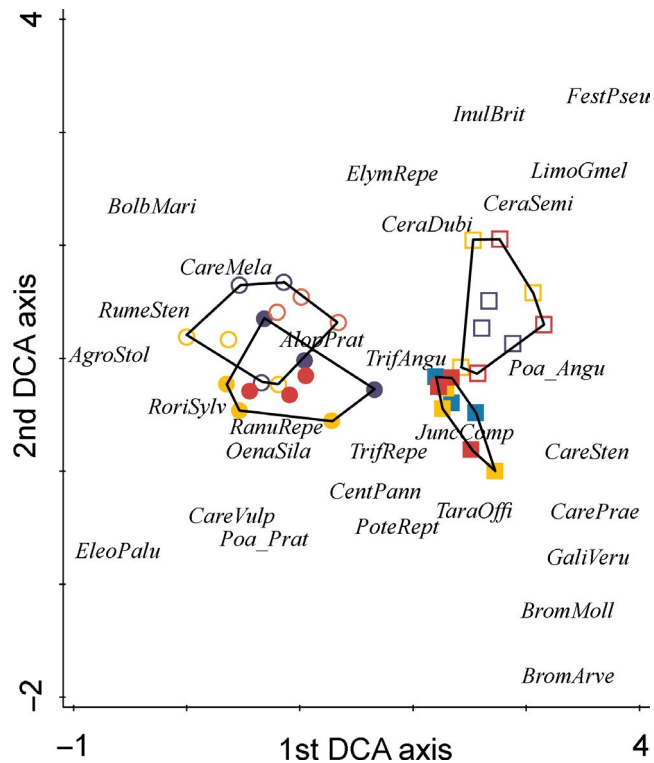 4
FestPseu
InulBrit
ElymRepe
LimoGmel
BolbMari
CeraSemi
CeraDubi
CareMela
RumeSten
AlopPrat
AgroStol
TrifAngu
Poa_Angu
RoriSylv
RanuRepe
JuncComp
OenaSila
TrifRepe
CareSten
CentPann
CareVulp
TaraOffi
CarePrae
PoteRept
Poa_Prat
EleoPalu
GaliVeru
BromMoll
BromArve
2nd DCA axis
−2
−1
1st DCA axis
4